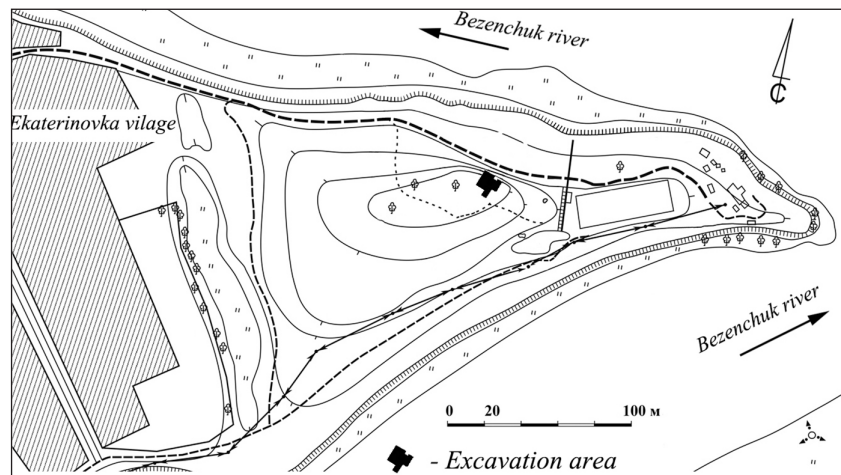 Bezenchuk river
Ekaterinovka vilage
С
Bezenchuk river
0 20 100 м
- Excavation area